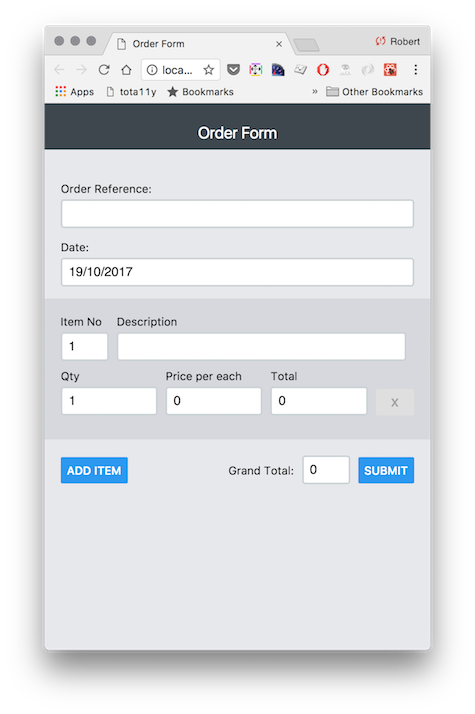 Order Form
Robert
loca...
Apps
tota11y
Bookmarks
»
Other Bookmarks
Order Form
Order Reference:
Date:
19/10/2017
Item No Description
1
Qty Price per each Total
1 0 0 X
ADD ITEM Grand Total: 0 SUBMIT